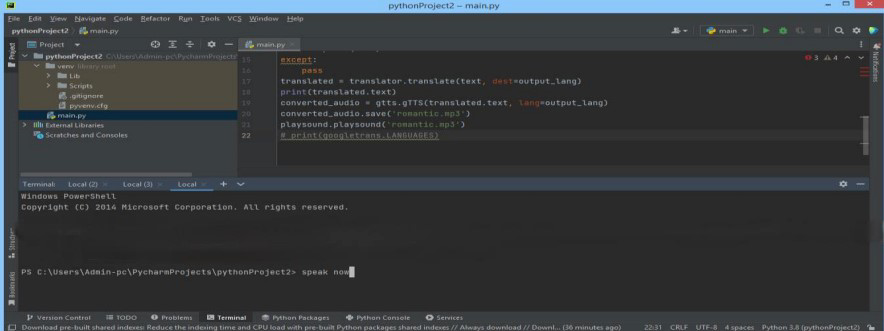 pythonProject2 – main.py
File Edit View Navigate Code Refactor Run Tools VCS Window Help
pythonProject2 main.py main
Project
main.py
pythonProject2 C:\Users\Admin-pc\PycharmProjects\
venv library root
Lib
Scripts
.gitignore
pyvenv.cfg
main.py
External Libraries
Scratches and Consoles
15 except:
16 pass
17 translated = translator.translate(text, dest=output_lang)
18 print(translated.text)
19 converted_audio = gtts.gTTS(translated.text, lang=output_lang)
20 converted_audio.save('romantic.mp3')
21 playsound.playsound('romantic.mp3')
22 # print(googletrans.LANGUAGES)
3 4
Project
Notifications
Structure
Bookmarks
Terminal: Local (2) × Local (3) × Local × +
Windows PowerShell
Copyright (C) 2014 Microsoft Corporation. All rights reserved.
PS C:\Users\Admin-pc\PycharmProjects\pythonProject2> speak now
Version Control TODO Problems Terminal Python Packages Python Console Services
Download pre-built shared indexes: Reduce the indexing time and CPU load with pre-built Python packages shared indexes // Always download // Downl... (36 minutes ago) 22:31 CRLF UTF-8 4 spaces Python 3.8 (pythonProject2)